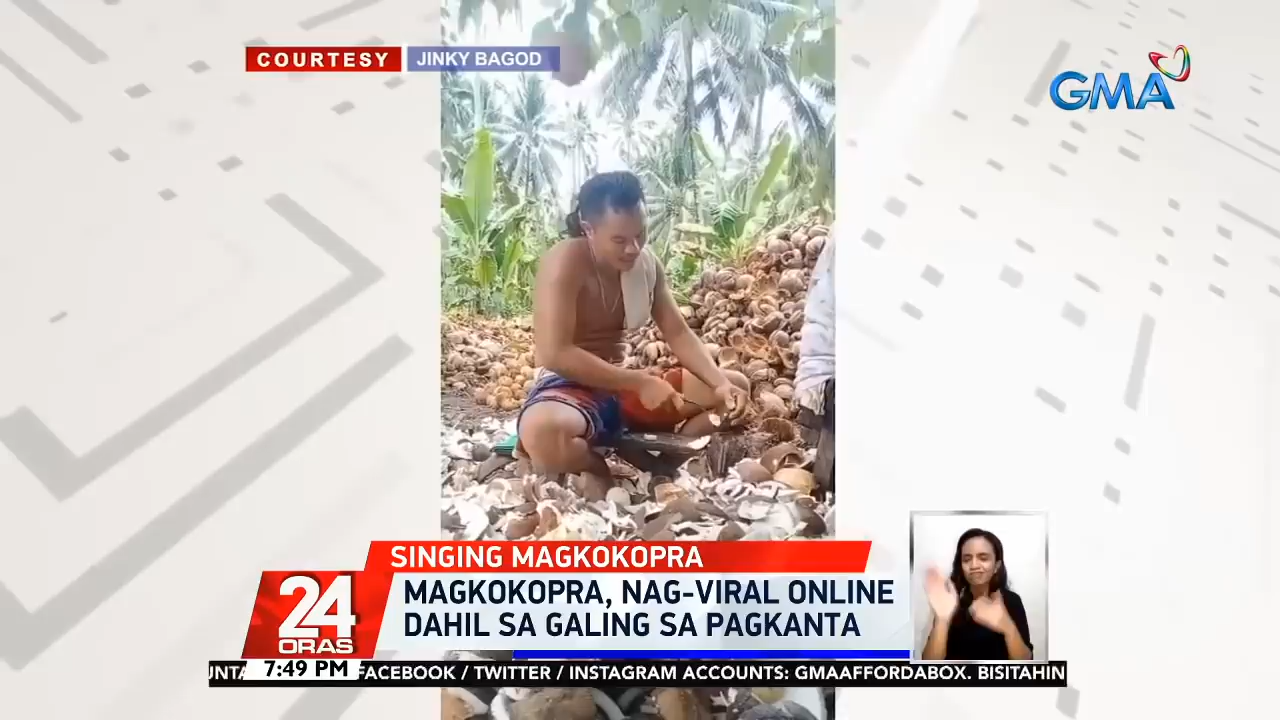 COURTESY JINKY BAGOD
GMA
SINGING MAGKOKOPRA
MAGKOKOPRA, NAG-VIRAL ONLINE
DAHIL SA GALING SA PAGKANTA
24
ORAS
7:49 PM FACEBOOK / TWITTER / INSTAGRAM ACCOUNTS: GMAAFFORDABOX. BISITAHIN